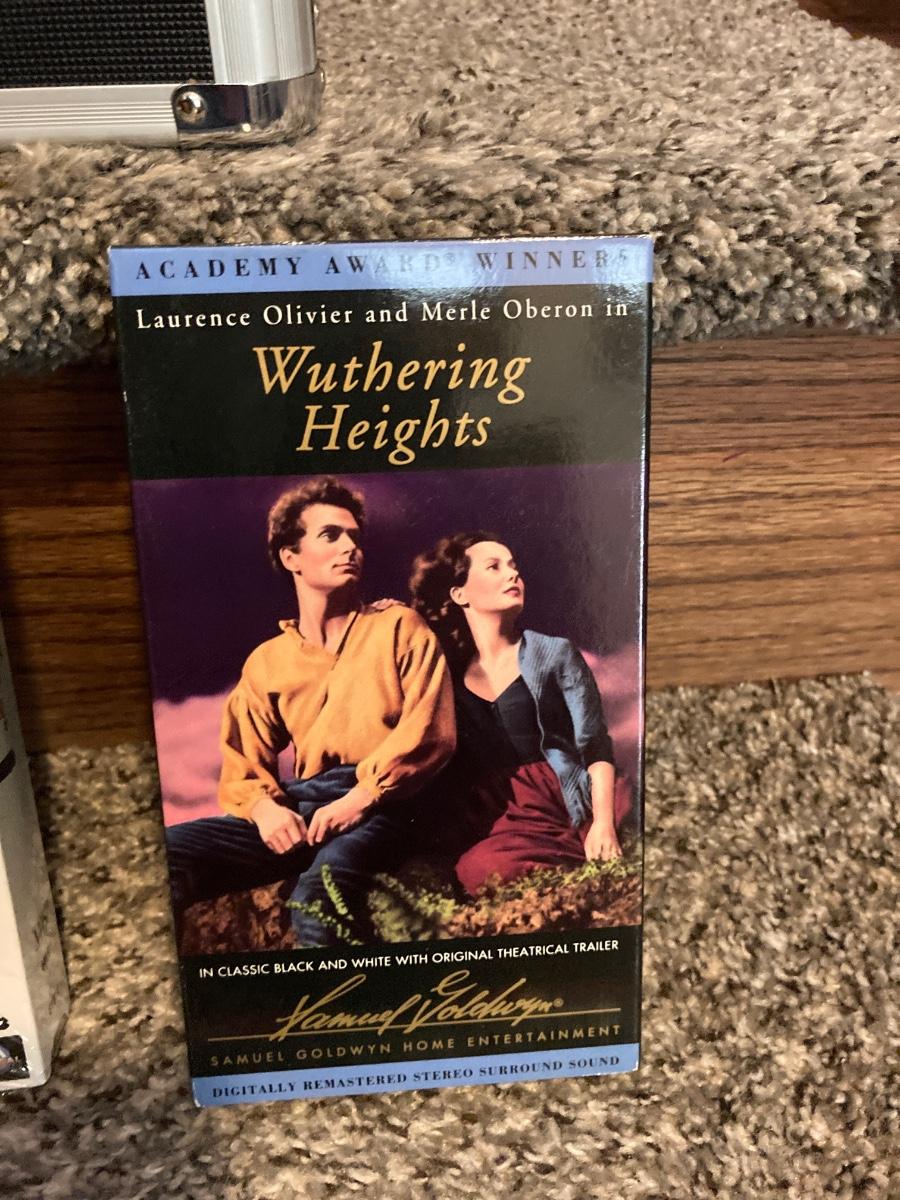 ACADEMY AWARD® WINNERS
Laurence Olivier and Merle Oberon in
Wuthering
Heights
IN CLASSIC BLACK AND WHITE WITH ORIGINAL THEATRICAL TRAILER
Samuel Goldwyn®
SAMUEL GOLDWYN HOME ENTERTAINMENT
DIGITALLY REMASTERED STEREO SURROUND SOUND